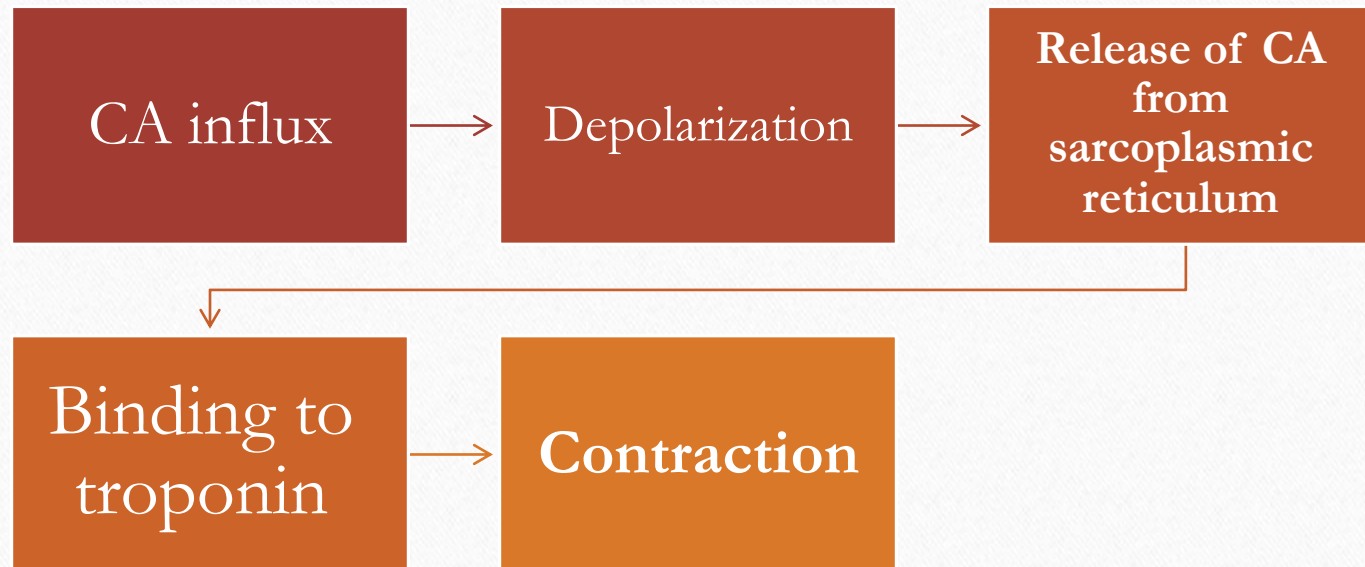 CA influx
Depolarization
Release of CA
from
sarcoplasmic
reticulum
Binding to
troponin
Contraction